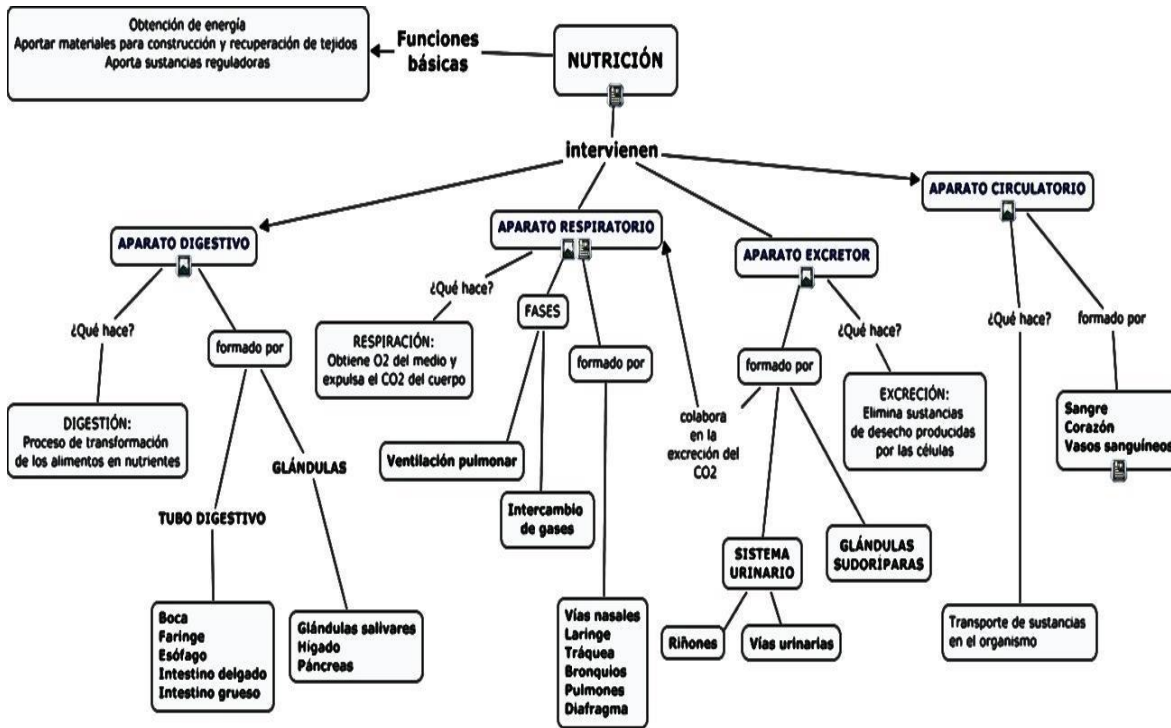 Obtención de energía
Aportar materiales para construcción y recuperación de tejidos
Aporta sustancias reguladoras
Funciones
básicas
NUTRICIÓN
intervienen
APARATO DIGESTIVO
¿Qué hace?
DIGESTIÓN:
Proceso de transformación
de los alimentos en nutrientes
formado por
TUBO DIGESTIVO
Boca
Faringe
Esófago
Intestino delgado
Intestino grueso
GLÁNDULAS
Glándulas salivares
Hígado
Páncreas
APARATO RESPIRATORIO
¿Qué hace?
RESPIRACIÓN:
Obtiene O2 del medio y
expulsa el CO2 del cuerpo
FASES
Ventilación pulmonar
Intercambio
de gases
formado por
Vías nasales
Laringe
Tráquea
Bronquios
Pulmones
Diafragma
APARATO EXCRETOR
formado por
colabora
en la
excreción del
CO2
SISTEMA
URINARIO
Riñones
Vías urinarias
GLÁNDULAS
SUDORÍPARAS
¿Qué hace?
EXCRECIÓN:
Elimina sustancias
de desecho producidas
por las células
APARATO CIRCULATORIO
¿Qué hace?
Transporte de sustancias
en el organismo
formado por
Sangre
Corazón
Vasos sanguíneos